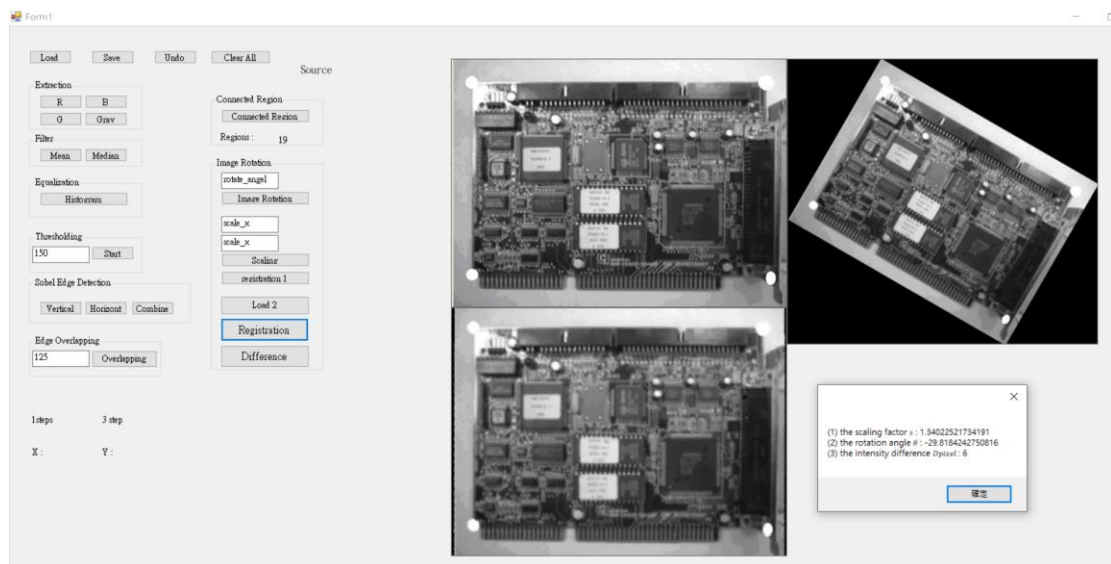 Form1
Load Save Undo Clear All
Source
Extraction
R B
G Gray
Filter
Mean Median
Equalization
Histogram
Thresholding
150 Start
Sobel Edge Detection
Vertical Horizont Combine
Edge Overlapping
125 Overlapping
1steps 3 step
X : Y :
Connected Region
Connected Region
Regions : 19
Image Rotation
rotate_angel
Image Rotation
scale_x
scale_x
Scaling
registration 1
Load 2
Registration
Difference
(1) the scaling factor s : 1.34022521734191
(2) the rotation angle θ : -29.8184242750816
(3) the Intensity difference Dpixel : 6
確定